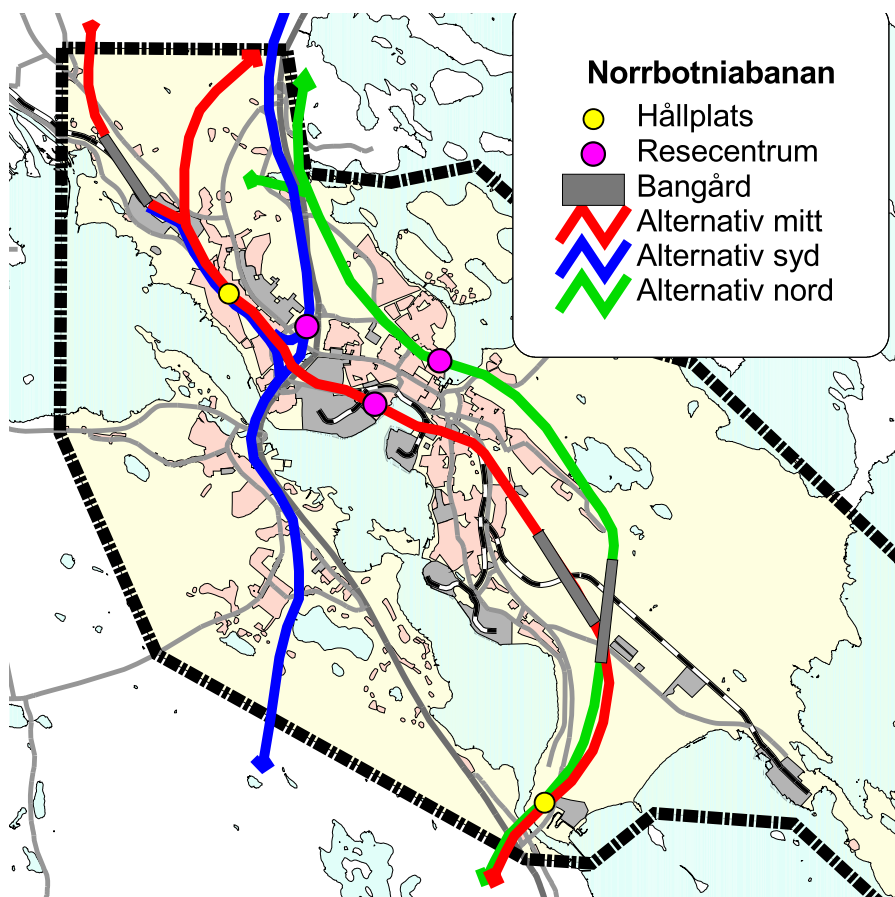 Norrbotniabanan
Hållplats
Resecentrum
Bangård
Alternativ mitt
Alternativ syd
Alternativ nord